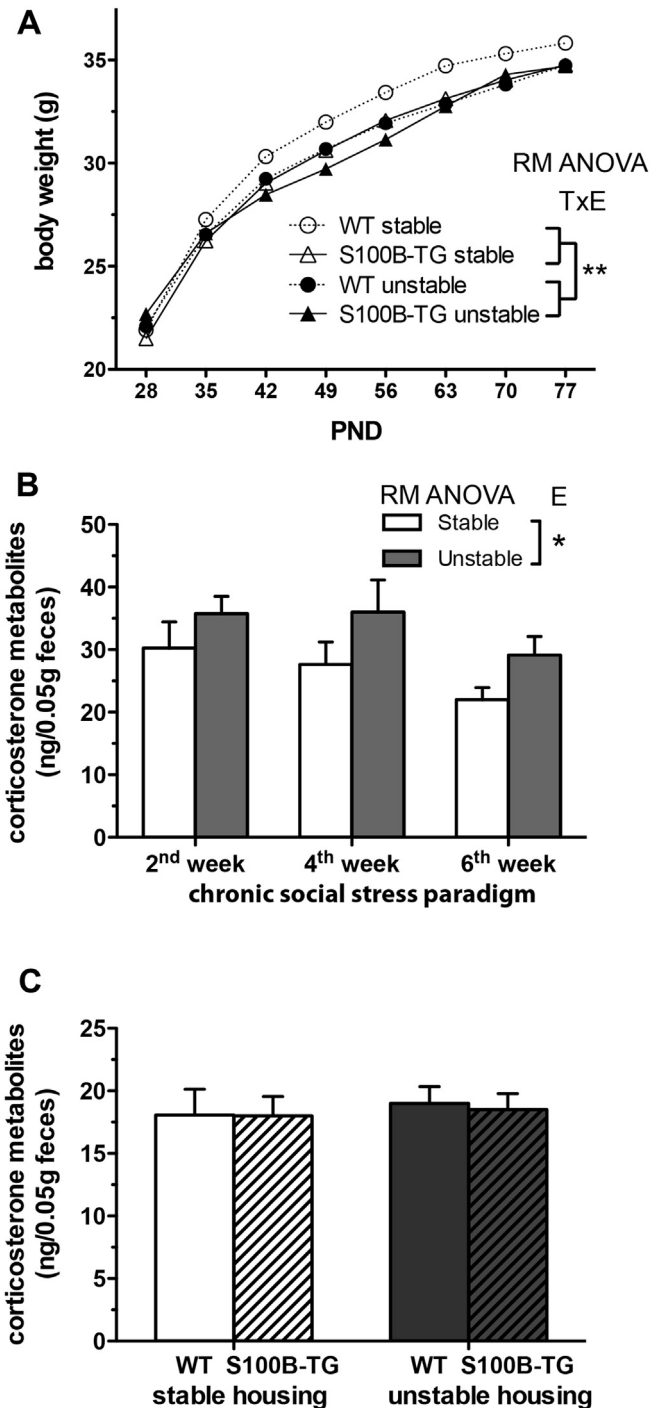 A
body weight (g)
35
30
25
20
RM ANOVA
TxE
WT stable
S100B-TG stable
WT unstable
S100B-TG unstable
**
28 35 42 49 56 63 70 77
PND
B
RM ANOVA E
Stable
Unstable
*
corticosterone metabolites
(ng/0.05g feces)
50
40
30
20
10
0
2nd week 4th week 6th week
chronic social stress paradigm
C
corticosterone metabolites
(ng/0.05g feces)
25
20
15
10
5
0
WT S100B-TG WT S100B-TG
stable housing unstable housing